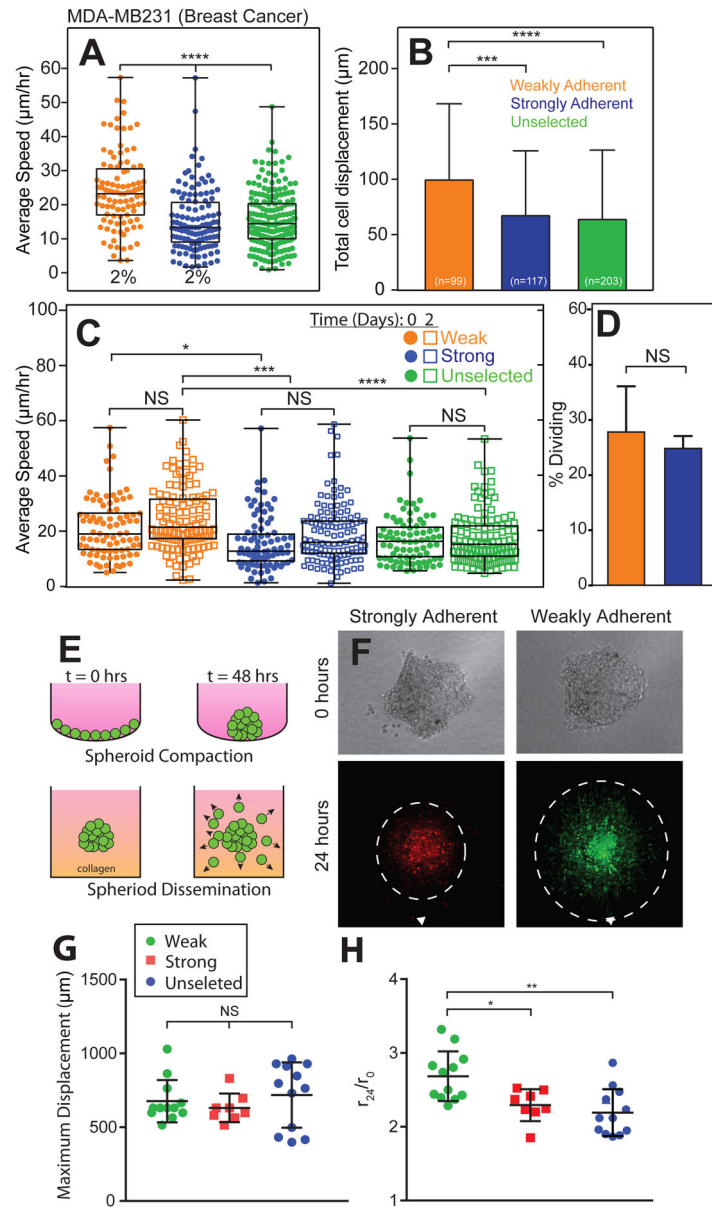 MDA-MB231 (Breast Cancer)
A
Average Speed (µm/hr)
60
50
40
30
20
10
0
****
2%
2%
B
Total cell displacement (µm)
200
150
100
50
0
****
***
Weakly Adherent
Strongly Adherent
Unselected
(n=99)
(n=117)
(n=203)
C
Average Speed (µm/hr)
100
80
60
40
20
0
Time (Days): 0 2
Weak
Strong
Unselected
*
***
****
NS
NS
NS
D
% Dividing
60
40
30
20
10
0
NS
E
t = 0 hrs
t = 48 hrs
Spheroid Compaction
collagen
Spheriod Dissemination
F
Strongly Adherent
Weakly Adherent
0 hours
24 hours
G
Weak
Strong
Unseleted
Maximum Displacement (µm)
1500
1000
500
0
NS
H
r24/r0
4
3
2
1
**
*